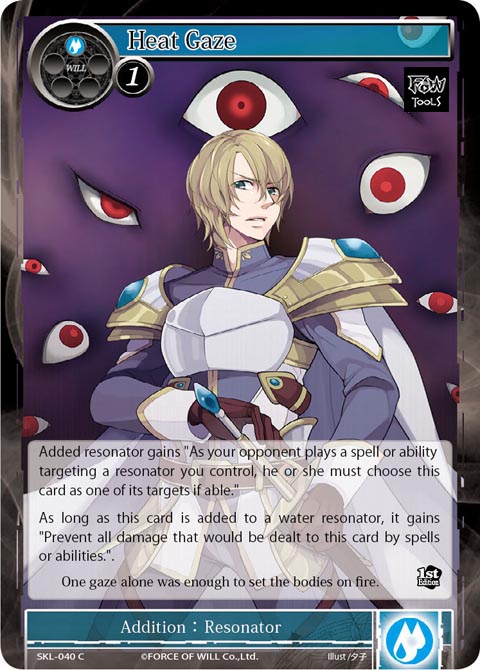 Heat Gaze
WILL
1
FOW
TOOLS
Added resonator gains "As your opponent plays a spell or ability
targeting a resonator you control, he or she must choose this
card as one of its targets if able."
As long as this card is added to a water resonator, it gains
"Prevent all damage that would be dealt to this card by spells
or abilities.".
One gaze alone was enough to set the bodies on fire.
1st
Edition
Addition : Resonator
SKL-040 C ©FORCE OF WILL Co.,Ltd. Illust/夕子